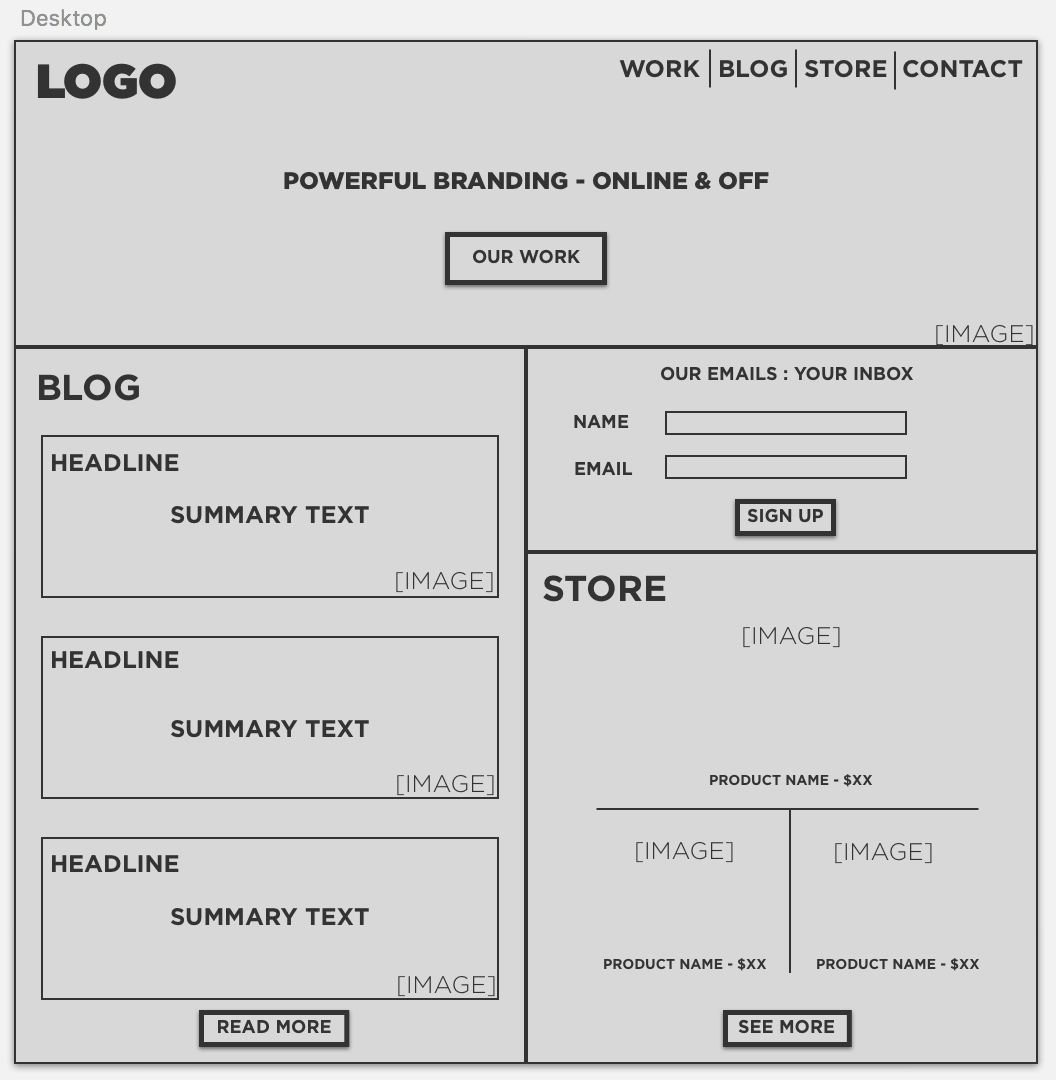 Desktop
LOGO
WORK | BLOG | STORE | CONTACT
POWERFUL BRANDING - ONLINE & OFF
OUR WORK
[IMAGE]
BLOG
HEADLINE
SUMMARY TEXT
[IMAGE]
HEADLINE
SUMMARY TEXT
[IMAGE]
HEADLINE
SUMMARY TEXT
[IMAGE]
READ MORE
OUR EMAILS : YOUR INBOX
NAME
EMAIL
SIGN UP
STORE
[IMAGE]
PRODUCT NAME - $XX
[IMAGE]
[IMAGE]
PRODUCT NAME - $XX
PRODUCT NAME - $XX
SEE MORE